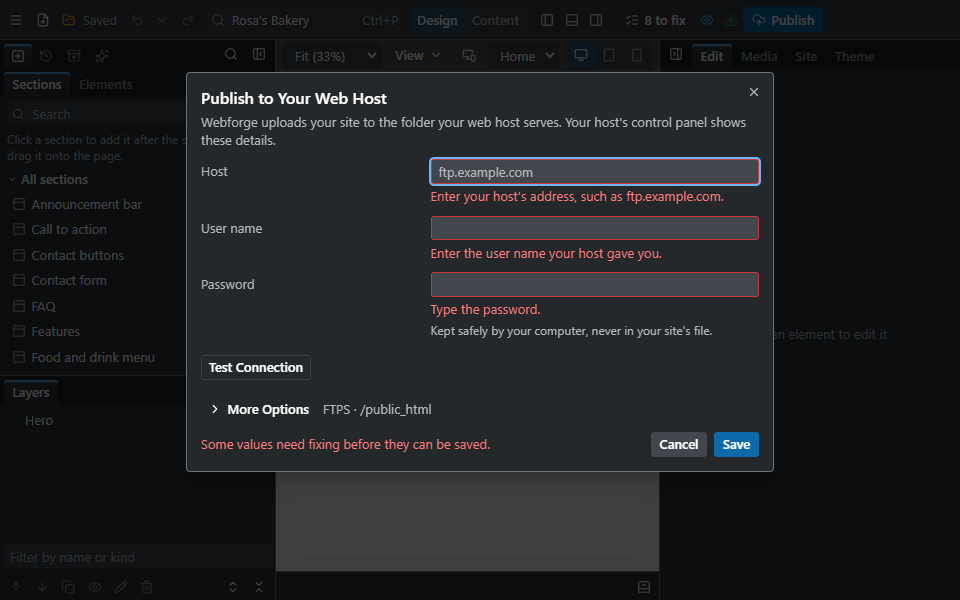 Saved
Rosa's Bakery
Ctrl+P
Design
Content
8 to fix
Publish
Fit (33%)
View
Home
Edit
Media
Site
Theme
Sections
Elements
Search
Click a section to add it after the s
drag it onto the page.
All sections
Announcement bar
Call to action
Contact buttons
Contact form
FAQ
Features
Food and drink menu
Layers
Hero
Filter by name or kind
Publish to Your Web Host
Webforge uploads your site to the folder your web host serves. Your host's control panel shows
these details.
Host
ftp.example.com
Enter your host's address, such as ftp.example.com.
User name
Enter the user name your host gave you.
Password
Type the password.
Kept safely by your computer, never in your site's file.
Test Connection
More Options
FTPS · /public_html
Some values need fixing before they can be saved.
Cancel
Save
an element to edit it